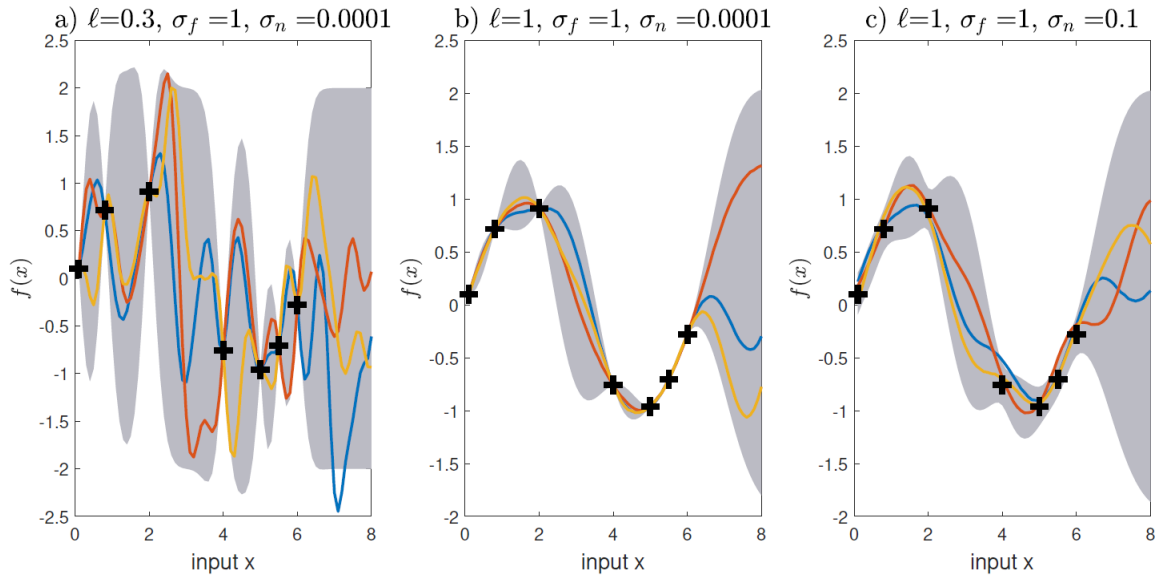 a) ℓ=0.3, σ_f =1, σ_n =0.0001
2.5
2
1.5
1
0.5
0
-0.5
-1
-1.5
-2
-2.5
f(x)
0 2 4 6 8
input x
b) ℓ=1, σ_f =1, σ_n =0.0001
2.5
2
1.5
1
0.5
0
-0.5
-1
-1.5
-2
f(x)
0 2 4 6 8
input x
c) ℓ=1, σ_f =1, σ_n =0.1
2.5
2
1.5
1
0.5
0
-0.5
-1
-1.5
-2
f(x)
0 2 4 6 8
input x